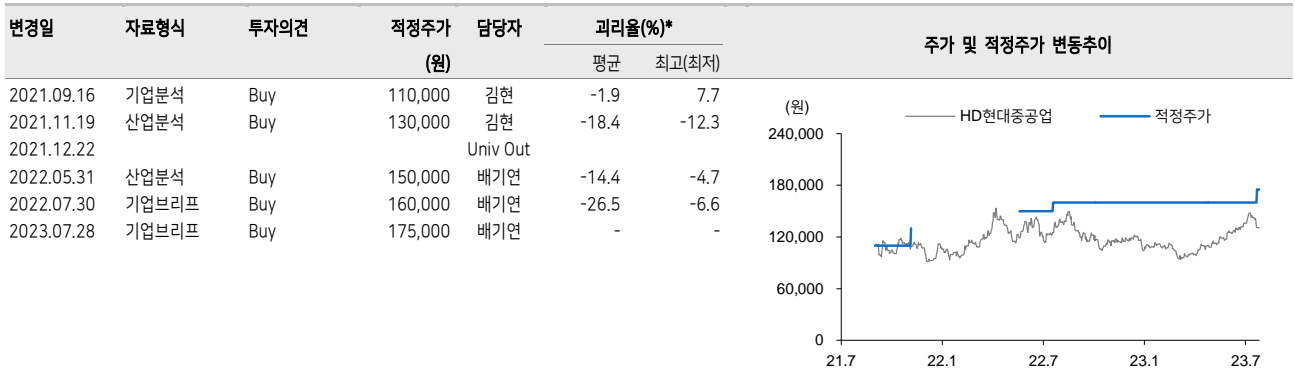 변경일 자료형식 투자의견 적정주가 담당자 괴리율(%)* 주가 및 적정주가 변동추이
(원) 평균 최고(최저)
2021.09.16 기업분석 Buy 110,000 김현 -1.9 7.7
2021.11.19 산업분석 Buy 130,000 김현 -18.4 -12.3
2021.12.22 Univ Out
2022.05.31 산업분석 Buy 150,000 배기연 -14.4 -4.7
2022.07.30 기업브리프 Buy 160,000 배기연 -26.5 -6.6
2023.07.28 기업브리프 Buy 175,000 배기연 - -
(원) HD현대중공업 적정주가
240,000
180,000
120,000
60,000
0
21.7 22.1 22.7 23.1 23.7